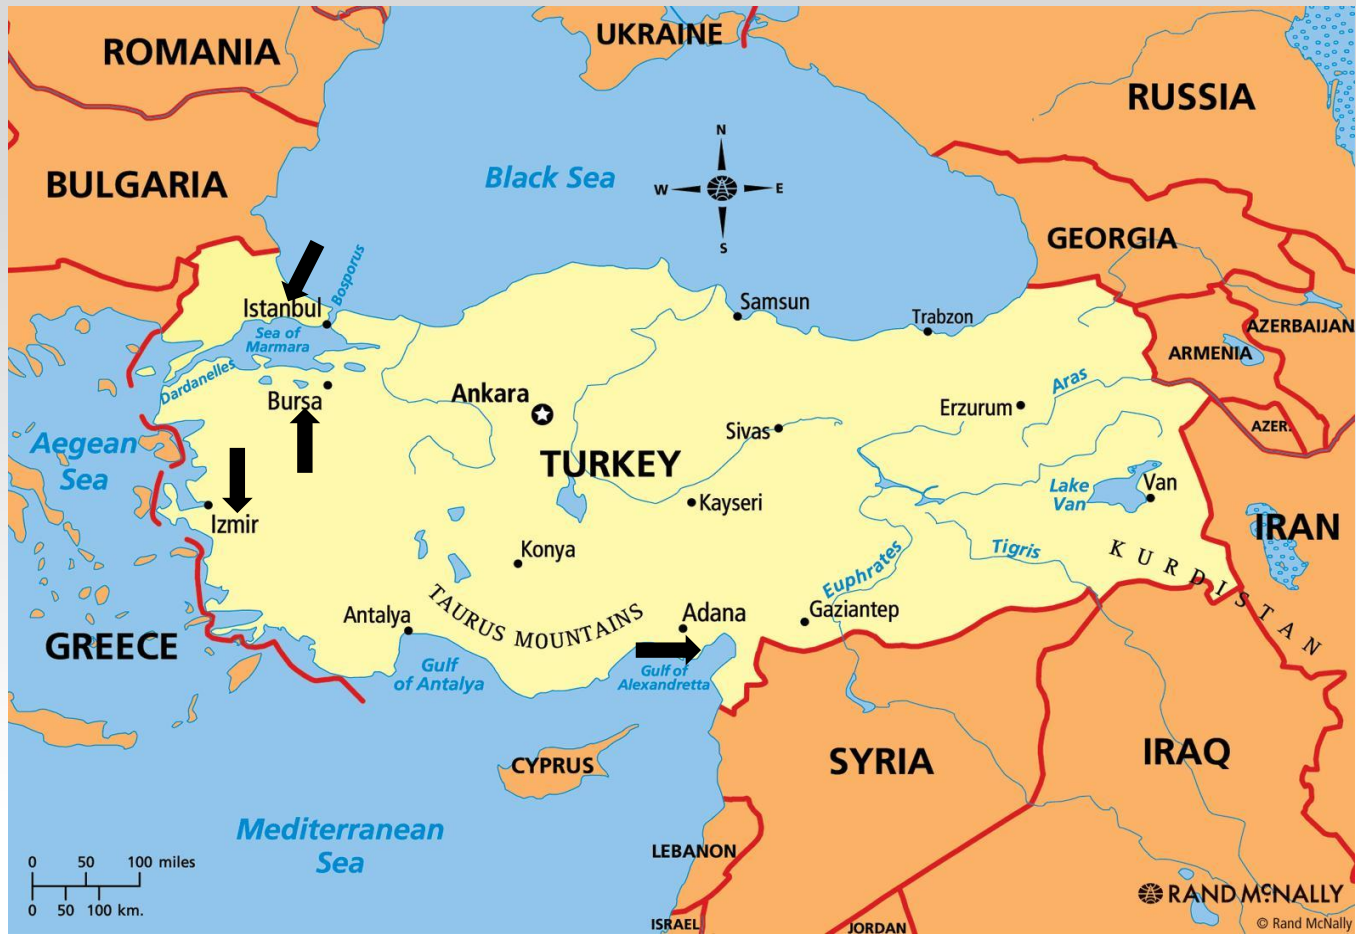 ROMANIA
UKRAINE
RUSSIA
BULGARIA
Black Sea
N
W
E
S
GEORGIA
Bosporus
Istanbul
Samsun
Trabzon
Sea of
Marmara
AZERBAIJAN
ARMENIA
Dardanelles
Bursa
Ankara
Aras
Erzurum
AZER.
Sivas
Aegean
Sea
TURKEY
Lake
Van
Van
Kayseri
Izmir
IRAN
Konya
Tigris
KURDISTAN
Euphrates
TAURUS MOUNTAINS
Antalya
Adana
Gaziantep
GREECE
Gulf
of Antalya
Gulf of
Alexandretta
CYPRUS
SYRIA
IRAQ
Mediterranean
Sea
LEBANON
0 50 100 miles
0 50 100 km.
ISRAEL
JORDAN
RAND MCNALLY
© Rand McNally